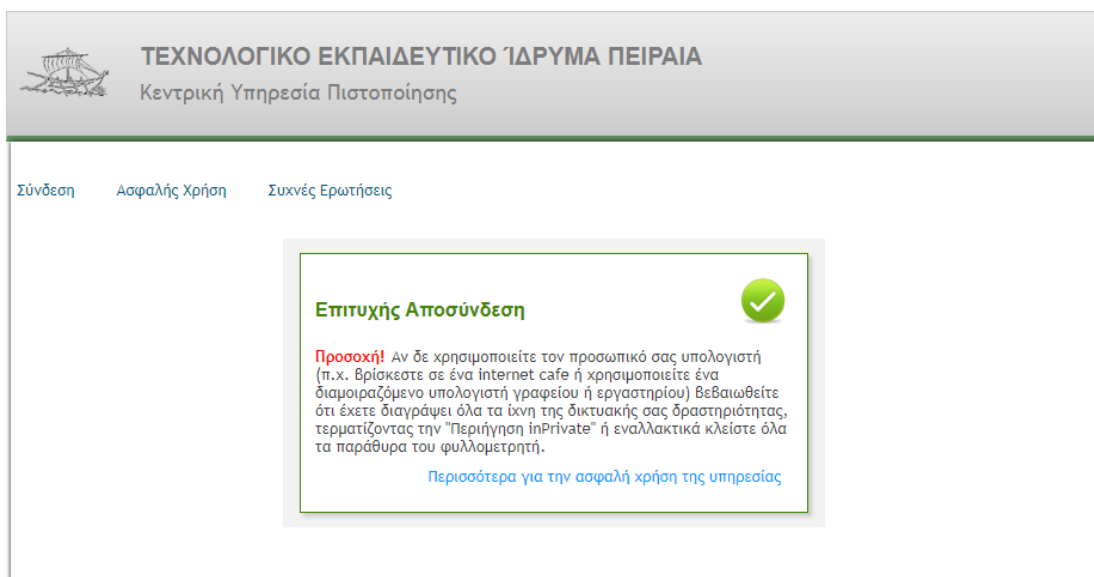 ΤΕΧΝΟΛΟΓΙΚΟ ΕΚΠΑΙΔΕΥΤΙΚΟ ΊΔΡΥΜΑ ΠΕΙΡΑΙΑ
Κεντρική Υπηρεσία Πιστοποίησης
Σύνδεση Ασφαλής Χρήση Συχνές Ερωτήσεις
Επιτυχής Αποσύνδεση
Προσοχή! Αν δε χρησιμοποιείτε τον προσωπικό σας υπολογιστή
(π.χ. βρίσκεστε σε ένα internet cafe ή χρησιμοποιείτε ένα
διαμοιραζόμενο υπολογιστή γραφείου ή εργαστηρίου) βεβαιωθείτε
ότι έχετε διαγράψει όλα τα ίχνη της δικτυακής σας δραστηριότητας,
τερματίζοντας την "Περιήγηση inPrivate" ή εναλλακτικά κλείστε όλα
τα παράθυρα του φυλλομετρητή.
Περισσότερα για την ασφαλή χρήση της υπηρεσίας